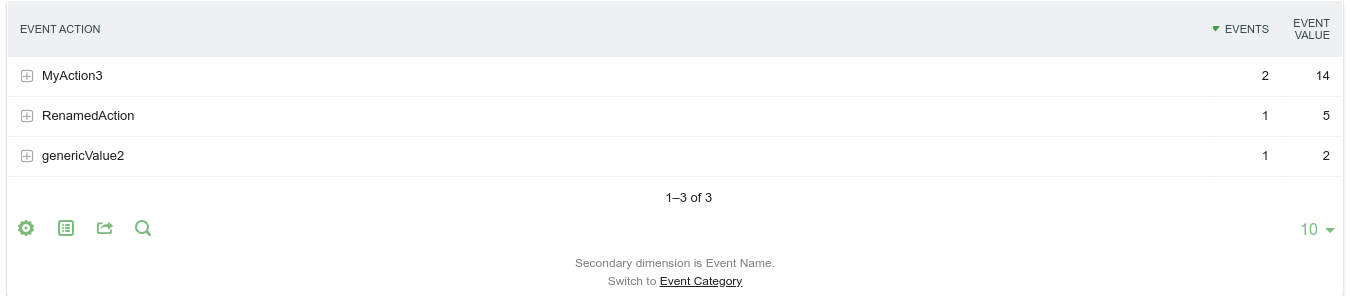 EVENT ACTION EVENTS EVENT VALUE
MyAction3 2 14
RenamedAction 1 5
genericValue2 1 2
1–3 of 3
10
Secondary dimension is Event Name.
Switch to Event Category